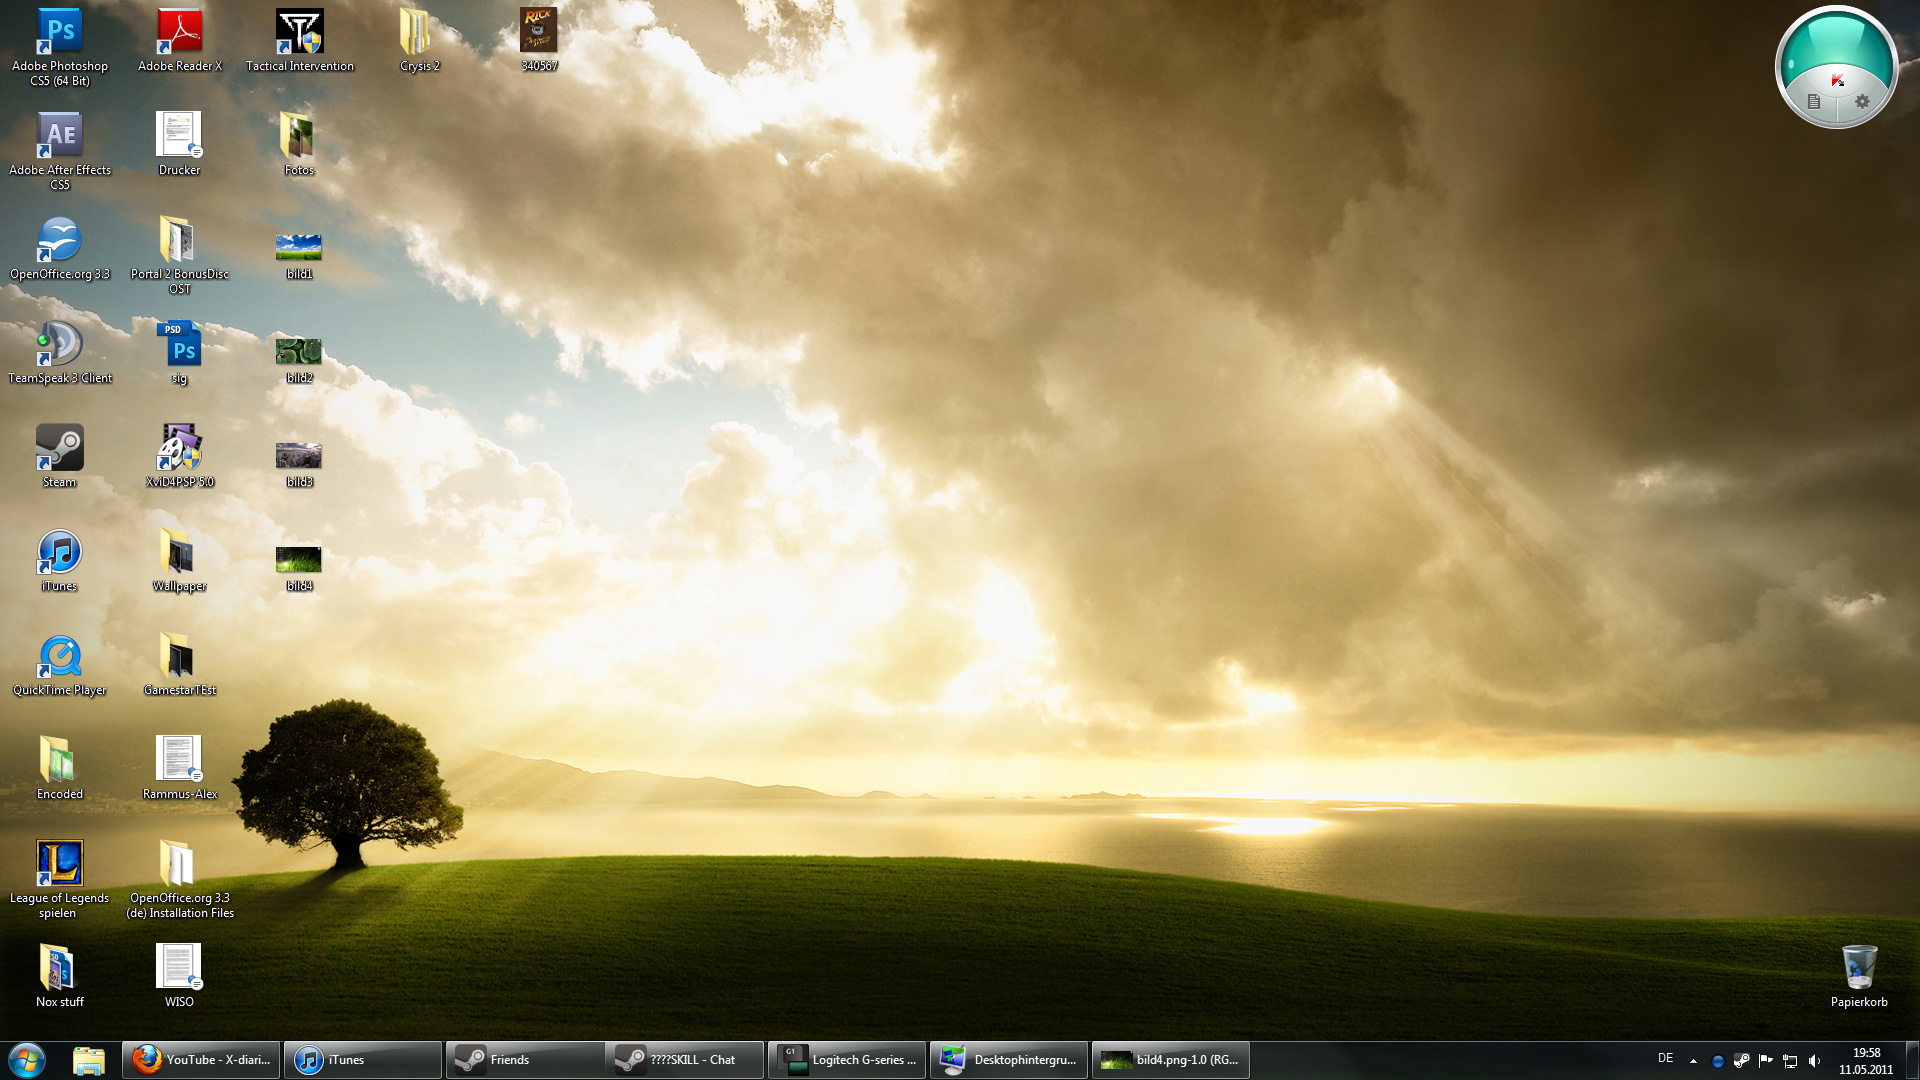 Ps
Adobe Photoshop
CS5 (64 Bit)
Adobe Reader X
Tactical Intervention
Crysis 2
RICK
340567
AE
Adobe After Effects
CS5
Drucker
Fotos
OpenOffice.org 3.3
Portal 2 BonusDisc
OST
bild1
TeamSpeak 3 Client
PSD
Ps
sig
bild2
Steam
XviD4PSP 5.0
bild3
iTunes
Wallpaper
bild4
QuickTime Player
GamestarTEst
Encoded
Rammus-Alex
L
League of Legends
spielen
OpenOffice.org 3.3
(de) Installation Files
Nox stuff
WISO
Papierkorb
YouTube - X-diari...
iTunes
Friends
????SKILL - Chat
G1
Logitech G-series ...
Desktophintergru...
bild4.png-1.0 (RG...
DE
19:58
11.05.2011